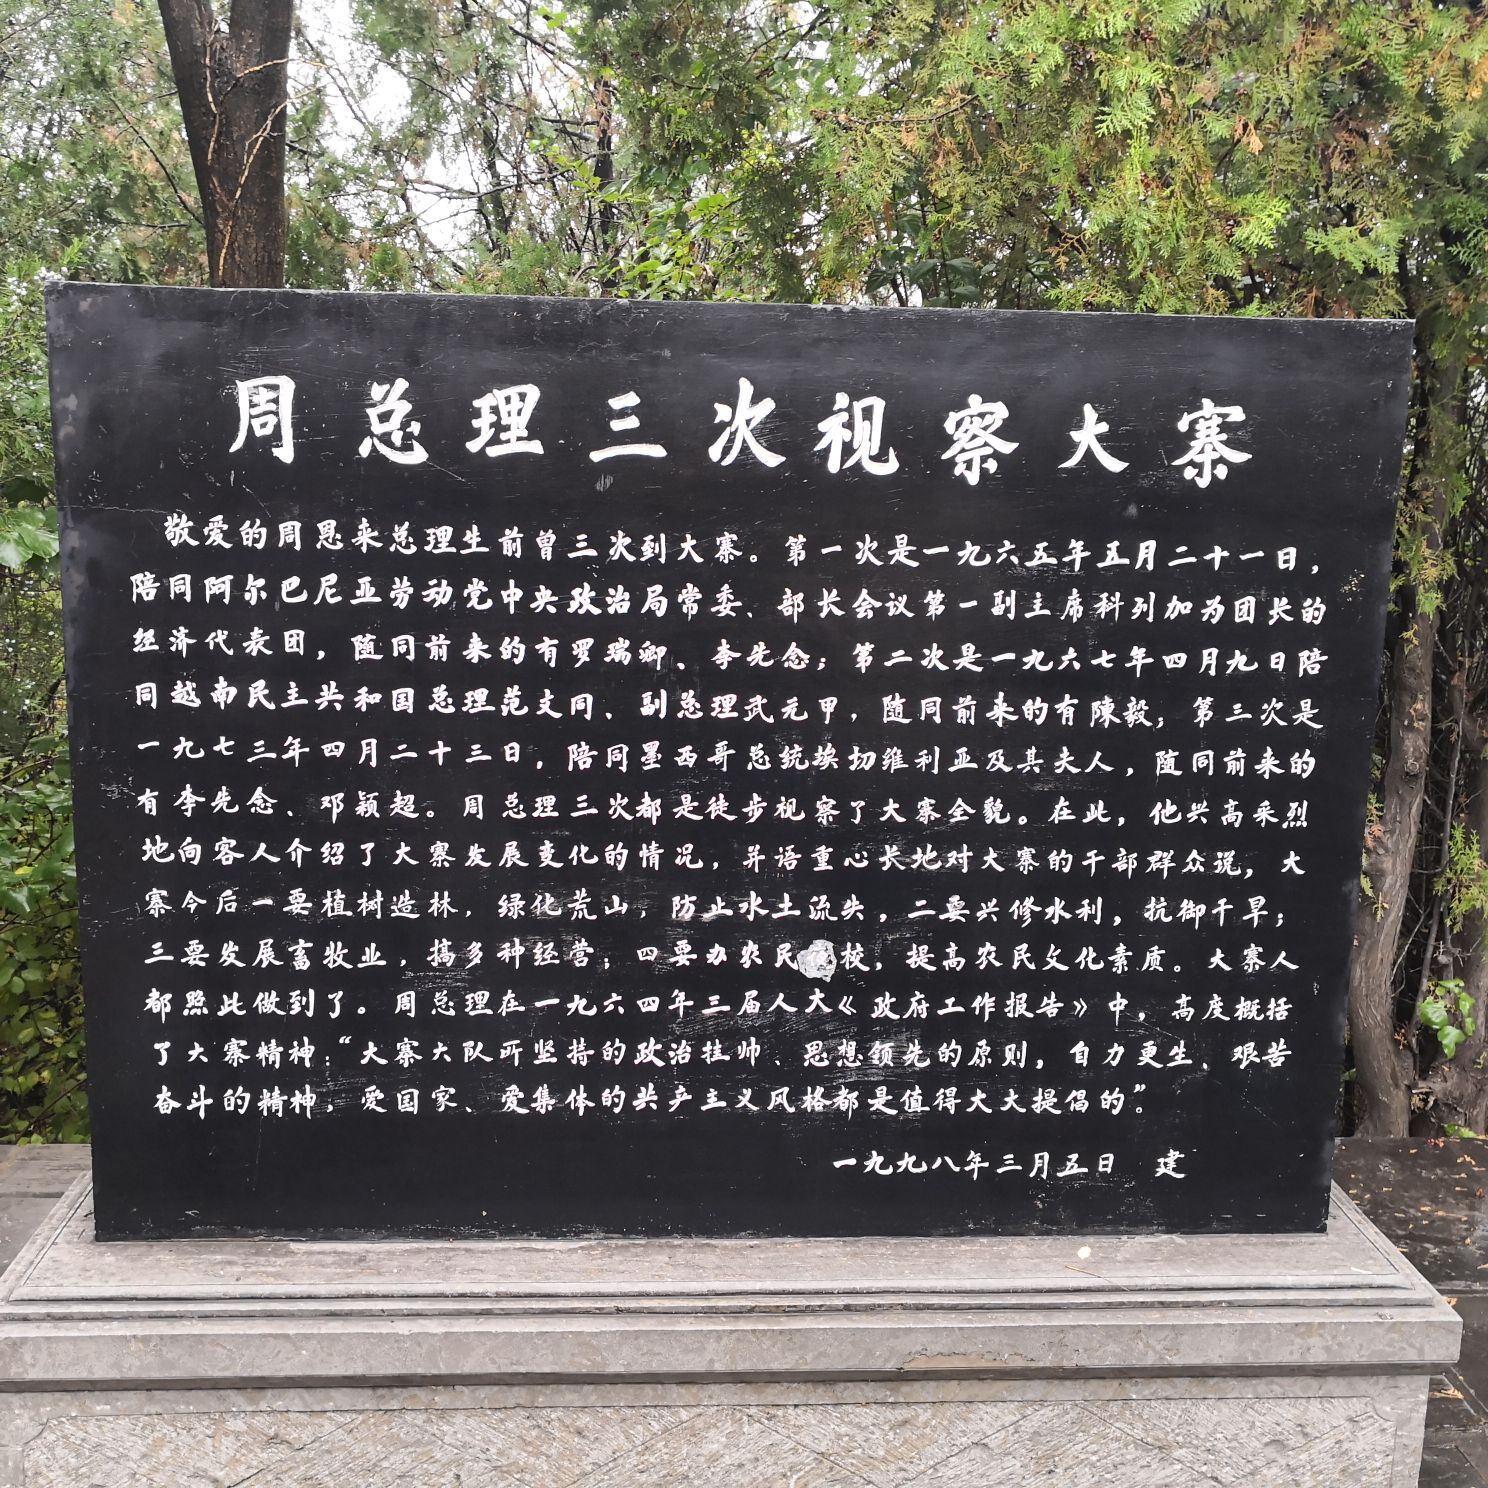 周总理三次视察大寨
敬爱的周恩来总理生前曾三次到大寨。第一次是一九六五年五月二十一日，
陪同阿尔巴尼亚劳动党中央政治局常委、部长会议第一副主席科列加为团长的
经济代表团，随同前来的有罗瑞卿、李先念；第二次是一九六七年四月九日陪
同越南民主共和国总理范文同、副总理武元甲，随同前来的有陳毅；第三次是
一九七三年四月二十三日，陪同墨西哥总统埃切维利亚及其夫人，随同前来的
有李先念、邓颖超。周总理三次都是徒步视察了大寨全貌。在此，他兴高采烈
地向客人介绍了大寨发展变化的情况，并语重心长地对大寨的干部群众说，大
寨今后一要植树造林，绿化荒山，防止水土流失，二要兴修水利，抗御干旱；
三要发展畜牧业，搞多种经营；四要办农民校，提高农民文化素质。大寨人
都照此做到了。周总理在一九六四年三届人大《政府工作报告》中，高度概括
了大寨精神：“大寨大队所坚持的政治挂帅、思想领先的原则，自力更生、艰苦
奋斗的精神，爱国家、爱集体的共产主义风格都是值得大大提倡的”。
一九九八年三月五日 建